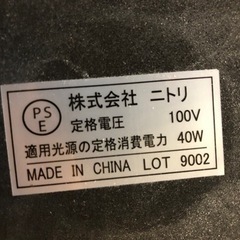 PS
E
株式会社 ニトリ
定格電圧 100V
適用光源の定格消費電力 40W
MADE IN CHINA LOT 9002